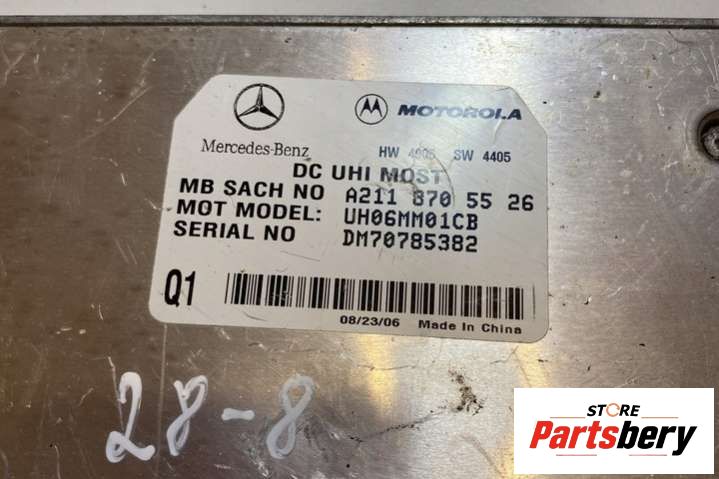 MOTOROLA
Mercedes-Benz
HW 4905 SW 4405
DC UHI MOST
MB SACH NO A211 870 55 26
MOT MODEL: UH06MM01CB
SERIAL NO DM70785382
Q1
08/23/06 Made In China
28-8
STORE
Partsbery